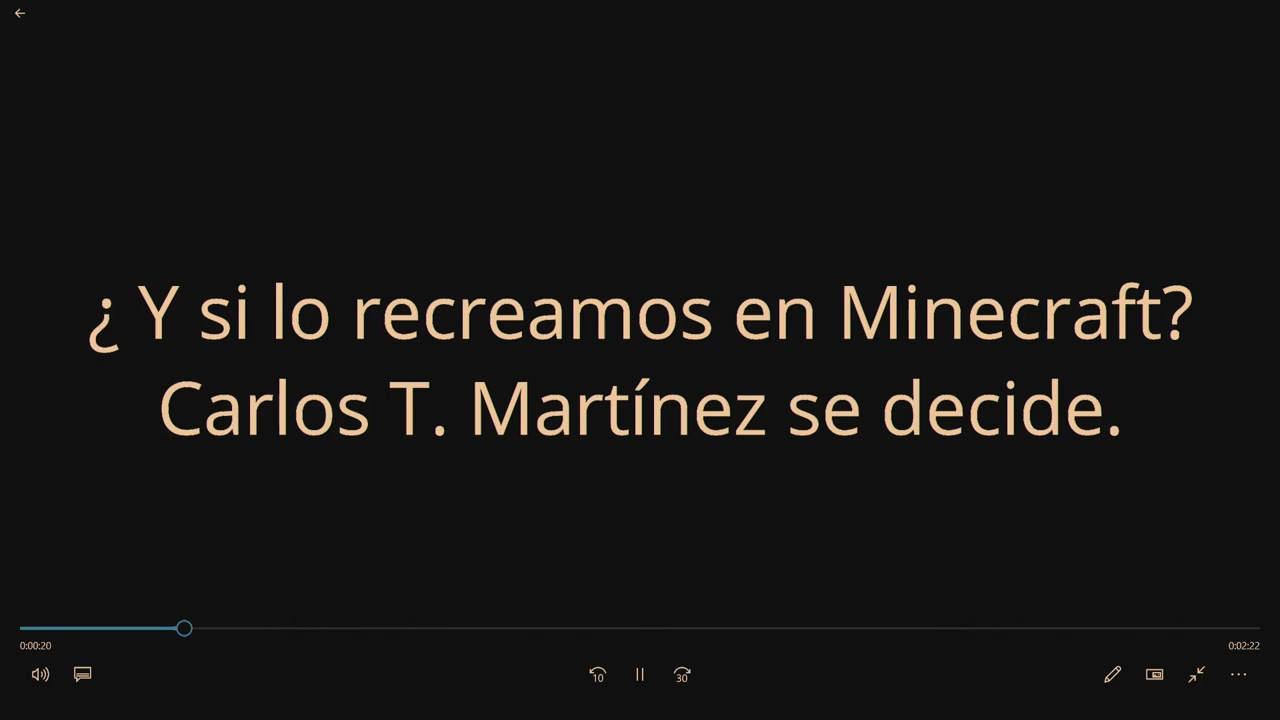 ¿ Y si lo recreamos en Minecraft?
Carlos T. Martínez se decide.
0:00:20
0:02:22
10
30